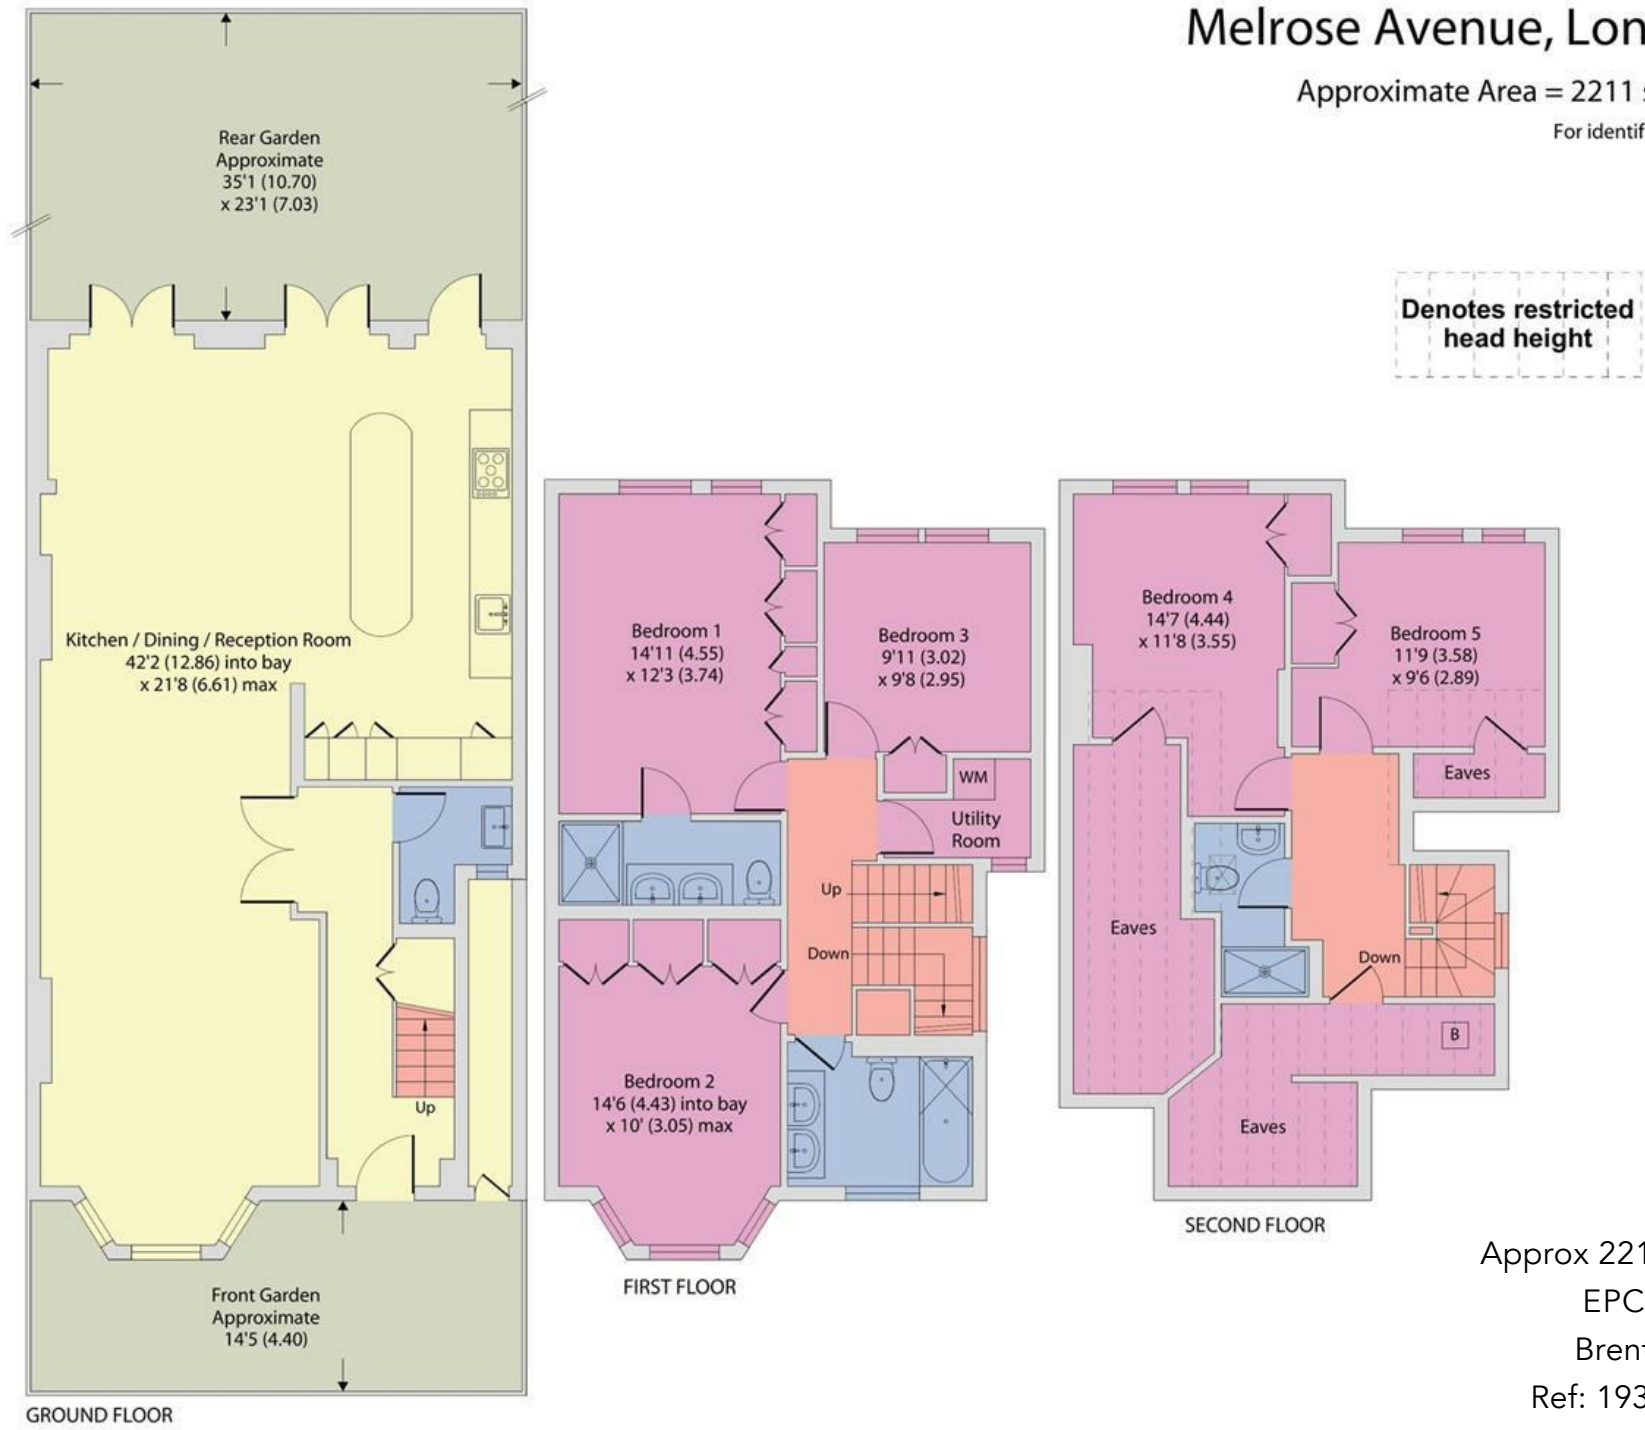 Melrose Avenue, Lon
Approximate Area = 2211
For identif
Denotes restricted
head height
Rear Garden
Approximate
35'1 (10.70)
x 23'1 (7.03)
Kitchen / Dining / Reception Room
42'2 (12.86) into bay
x 21'8 (6.61) max
Up
Front Garden
Approximate
14'5 (4.40)
GROUND FLOOR
Bedroom 1
14'11 (4.55)
x 12'3 (3.74)
Bedroom 3
9'11 (3.02)
x 9'8 (2.95)
WM
Utility
Room
Up
Down
Bedroom 2
14'6 (4.43) into bay
x 10' (3.05) max
FIRST FLOOR
Bedroom 4
14'7 (4.44)
x 11'8 (3.55)
Bedroom 5
11'9 (3.58)
x 9'6 (2.89)
Eaves
Eaves
Down
B
Eaves
SECOND FLOOR
Approx 221
EPC
Brent
Ref: 193